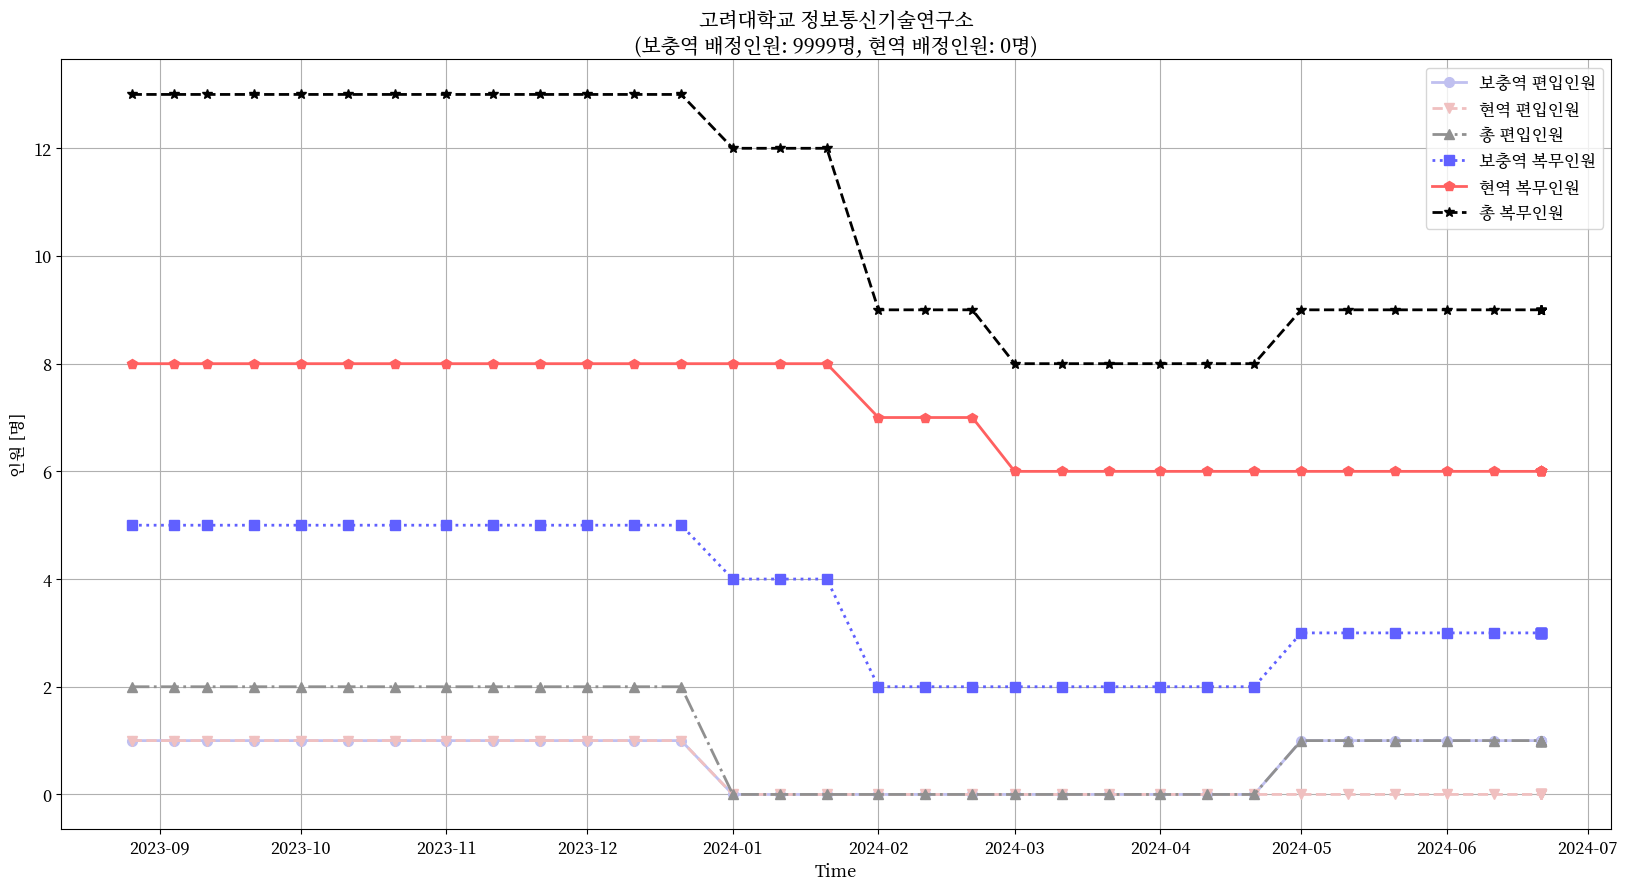 고려대학교 정보통신기술연구소
(보충역 배정인원: 9999명, 현역 배정인원: 0명)
보충역 편입인원
현역 편입인원
총 편입인원
보충역 복무인원
현역 복무인원
총 복무인원
인원 [명]
12
10
8
6
4
2
0
2023-09 2023-10 2023-11 2023-12 2024-01 2024-02 2024-03 2024-04 2024-05 2024-06 2024-07
Time